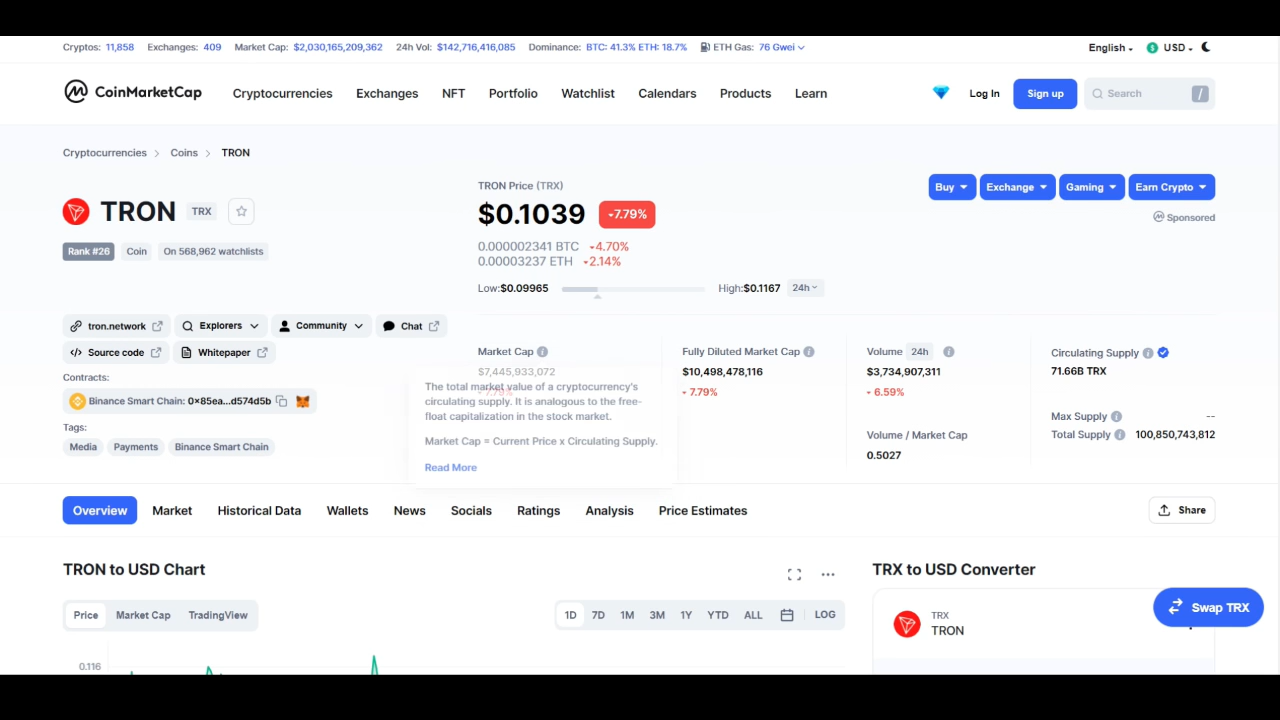 Cryptos: 11,858 Exchanges: 409 Market Cap: $2,030,165,209,362 24h Vol: $142,716,416,085 Dominance: BTC: 41.3% ETH: 18.7% ETH Gas: 76 Gwei English USD
CoinMarketCap Cryptocurrencies Exchanges NFT Portfolio Watchlist Calendars Products Learn Log In Sign up Search /
Cryptocurrencies > Coins > TRON
TRON Price (TRX)
Buy Exchange Gaming Earn Crypto
TRON TRX $0.1039 7.79%
Sponsored
Rank #26 Coin On 568,962 watchlists
0.000002341 BTC 4.70%
0.00003237 ETH 2.14%
Low:$0.09965 High:$0.1167 24h
tron.network Explorers Community Chat
Source code Whitepaper
Market Cap Fully Diluted Market Cap Volume 24h Circulating Supply
$7,445,933,072 $10,498,478,116 $3,734,907,311 71.66B TRX
7.79% 7.79% 6.59%
Contracts:
Binance Smart Chain: 0x85ea...d574d5b
The total market value of a cryptocurrency's
circulating supply. It is analogous to the free-
float capitalization in the stock market.
Market Cap = Current Price x Circulating Supply.
Read More
Max Supply --
Volume / Market Cap Total Supply 100,850,743,812
0.5027
Tags:
Media Payments Binance Smart Chain
Overview Market Historical Data Wallets News Socials Ratings Analysis Price Estimates Share
TRON to USD Chart TRX to USD Converter
Price Market Cap TradingView 1D 7D 1M 3M 1Y YTD ALL LOG
TRX
TRON
Swap TRX
0.116